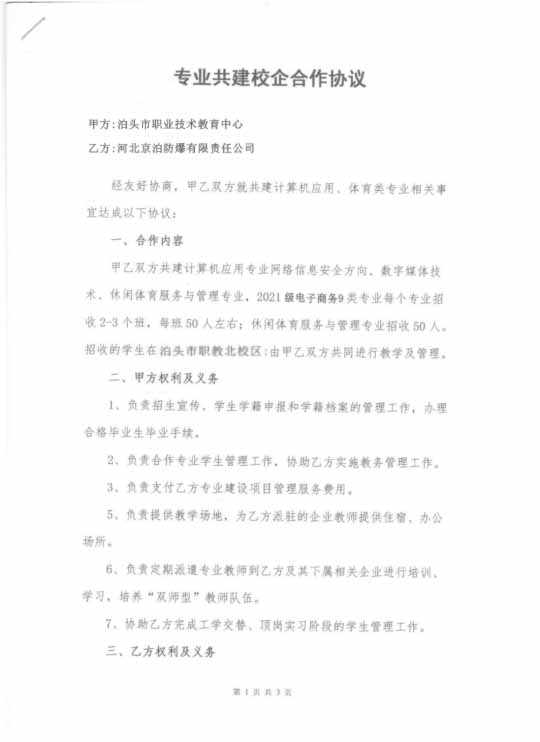 专业共建校企合作协议
甲方:泊头市职业技术教育中心
乙方:河北京泊防爆有限责任公司
经友好协商，甲乙双方就共建计算机应用、体育类专业相关事
宜达成以下协议:
一、合作内容
甲乙双方共建计算机应用专业网络信息安全方向、数字媒体技
术、休闲体育服务与管理专业，2021级电子商务9类专业每个专业招
收2-3个班，每班50人左右；休闲体育服务与管理专业招收50人。
招收的学生在泊头市职教北校区:由甲乙双方共同进行教学及管理。
二、甲方权利及义务
1、负责招生宣传、学生学籍申报和学籍档案的管理工作，办理
合格毕业生毕业手续。
2、负责合作专业学生管理工作，协助乙方实施教务管理工作。
3、负责支付乙方专业建设项目管理服务费用。
5、负责提供教学场地，为乙方派驻的企业教师提供住宿、办公
场所。
6、负责定期派遣专业教师到乙方及其下属相关企业进行培训、
学习，培养“双师型”教师队伍。
7、协助乙方完成工学交替、顶岗实习阶段的学生管理工作。
三、乙方权利及义务
第1页共3页